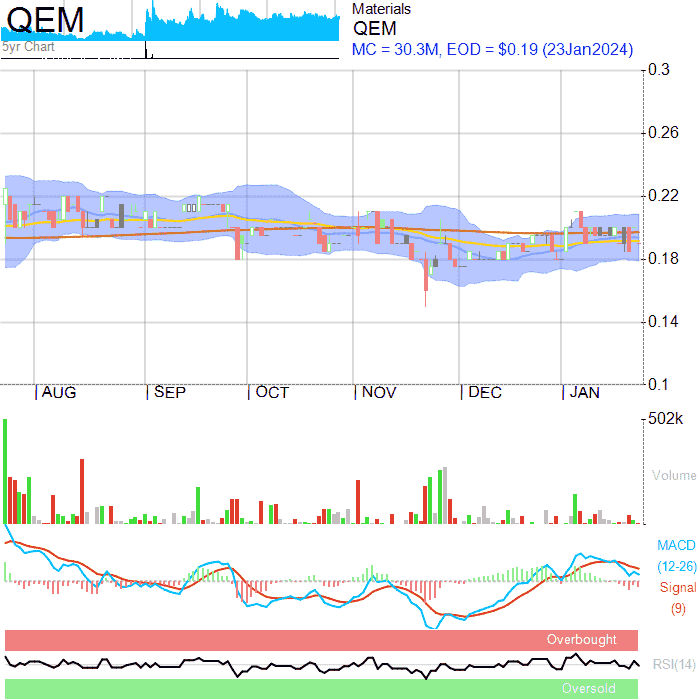 QEM
5yr Chart
Materials
QEM
MC = 30.3M, EOD = $0.19 (23Jan2024)
0.3
0.26
0.22
0.18
0.14
0.1
AUG SEP OCT NOV DEC JAN
502k
Volume
MACD
(12-26)
Signal
(9)
Overbought
RSI(14)
Oversold